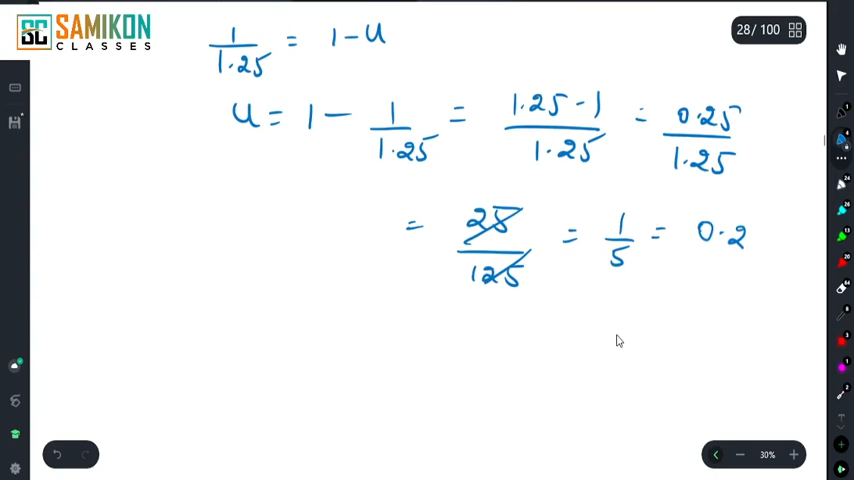 SC SAMIKON
CLASSES
28/100
1/1.25 = 1 - u
u = 1 - 1/1.25 = 1.25 - 1/1.25 = 0.25/1.25
= 25/125 = 1/5 = 0.2
30%